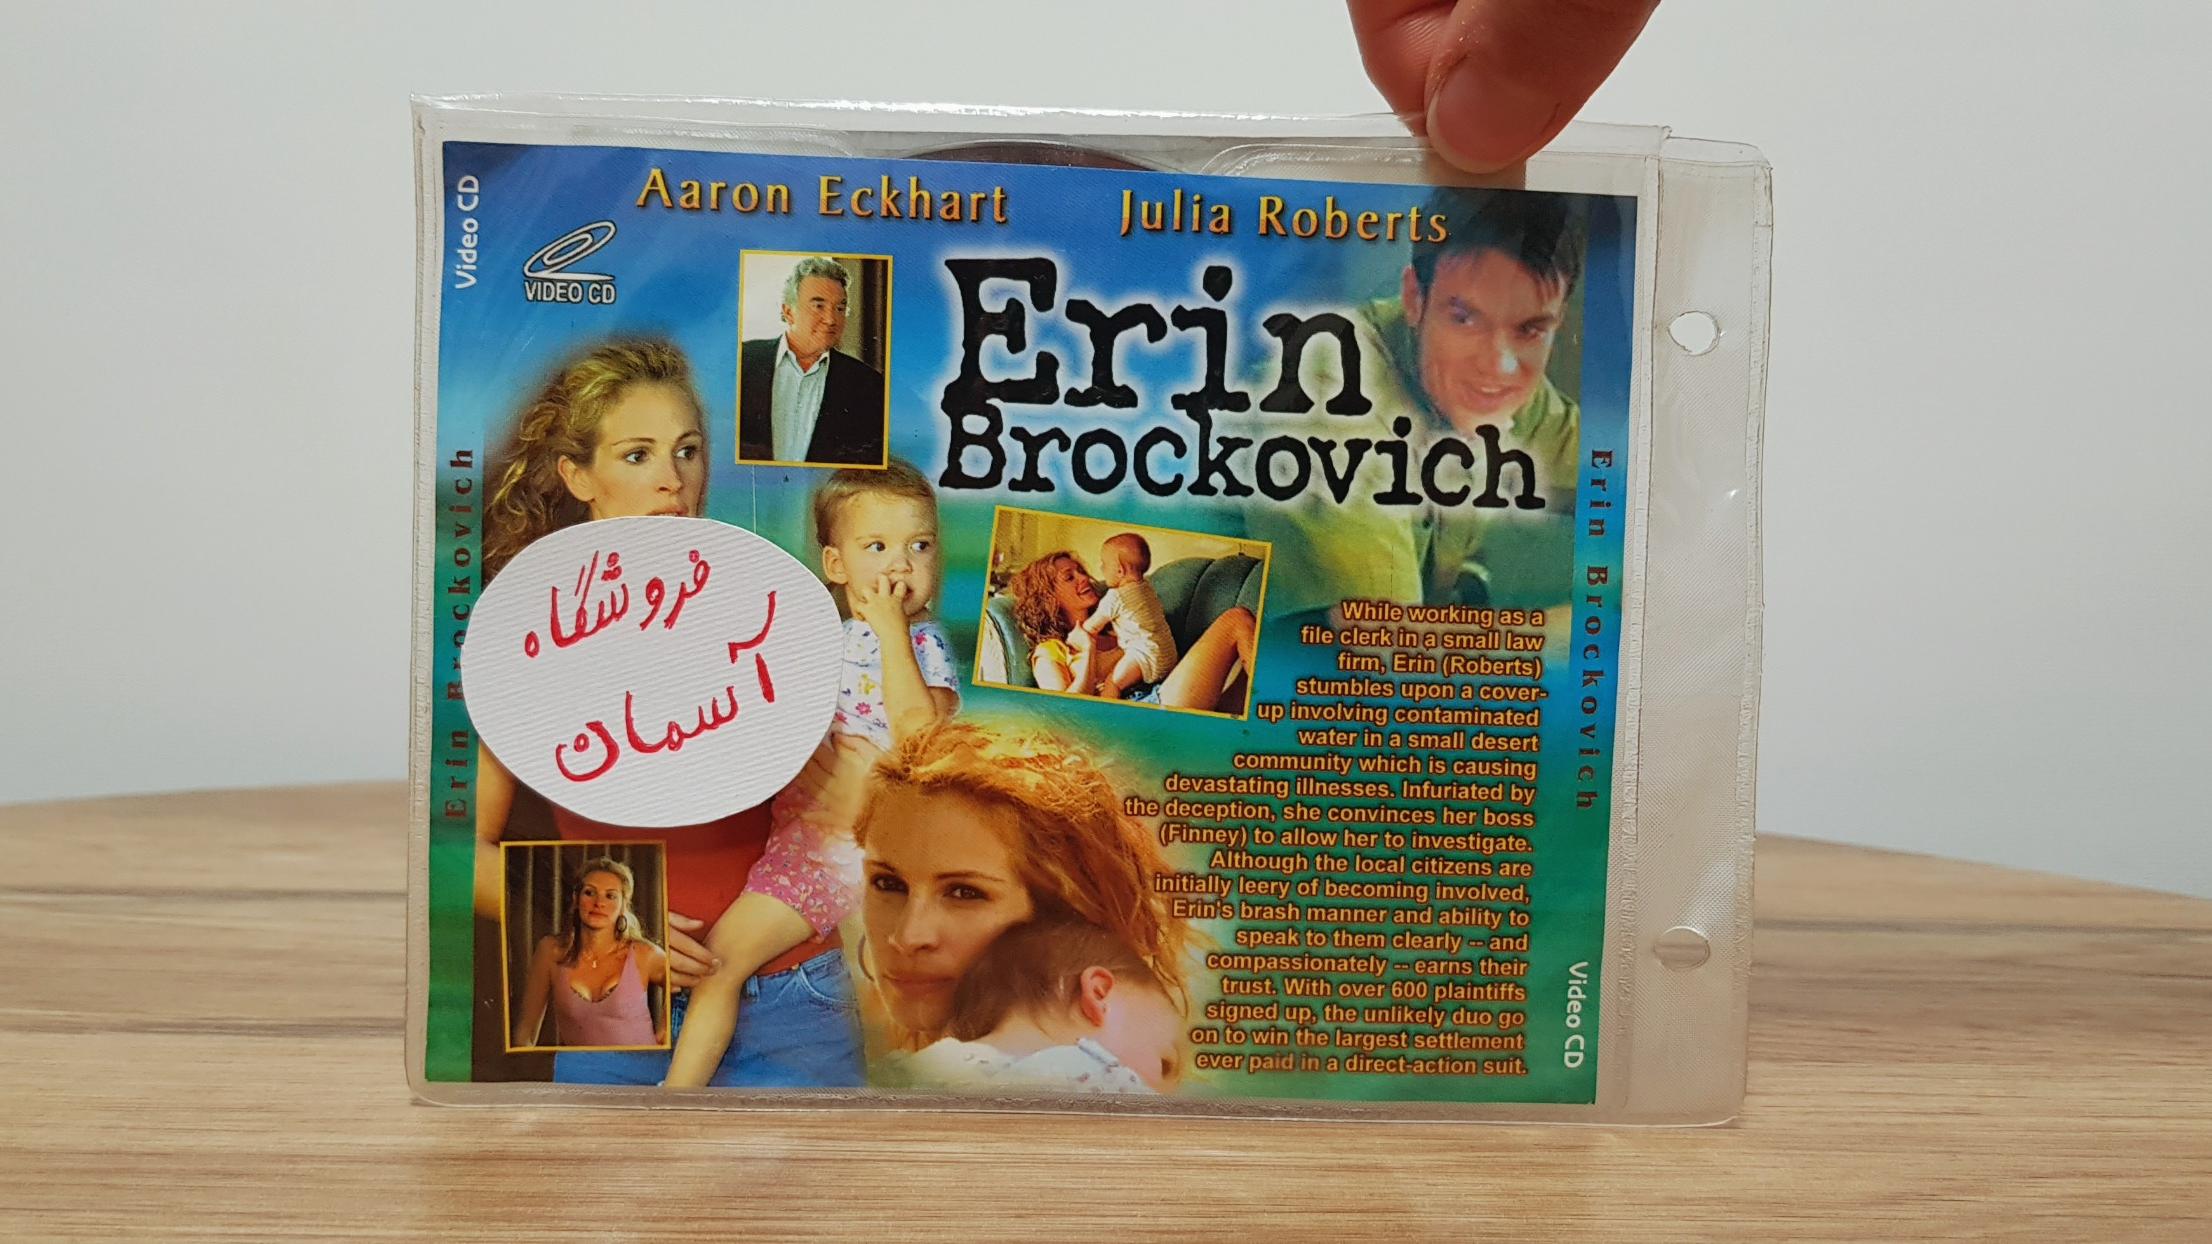 Aaron Eckhart
Julia Roberts
Video CD
VIDEO CD
Erin
Brockovich
Erin Brockovich
فروشگاه
آسمان
While working as a
file clerk in a small law
firm, Erin (Roberts)
stumbles upon a cover-
up involving contaminated
water in a small desert
community which is causing
devastating illnesses. Infuriated by
the deception, she convinces her boss
(Finney) to allow her to investigate.
Although the local citizens are
initially leery of becoming involved,
Erin's brash manner and ability to
speak to them clearly -- and
compassionately -- earns their
trust. With over 600 plaintiffs
signed up, the unlikely duo go
on to win the largest settlement
ever paid in a direct-action suit.
Erin Brockovich
Video CD